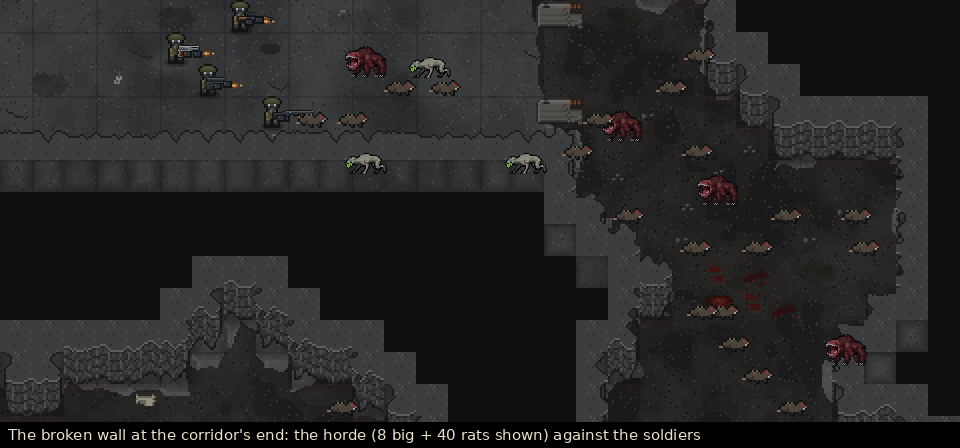 The broken wall at the corridor's end: the horde (8 big + 40 rats shown) against the soldiers